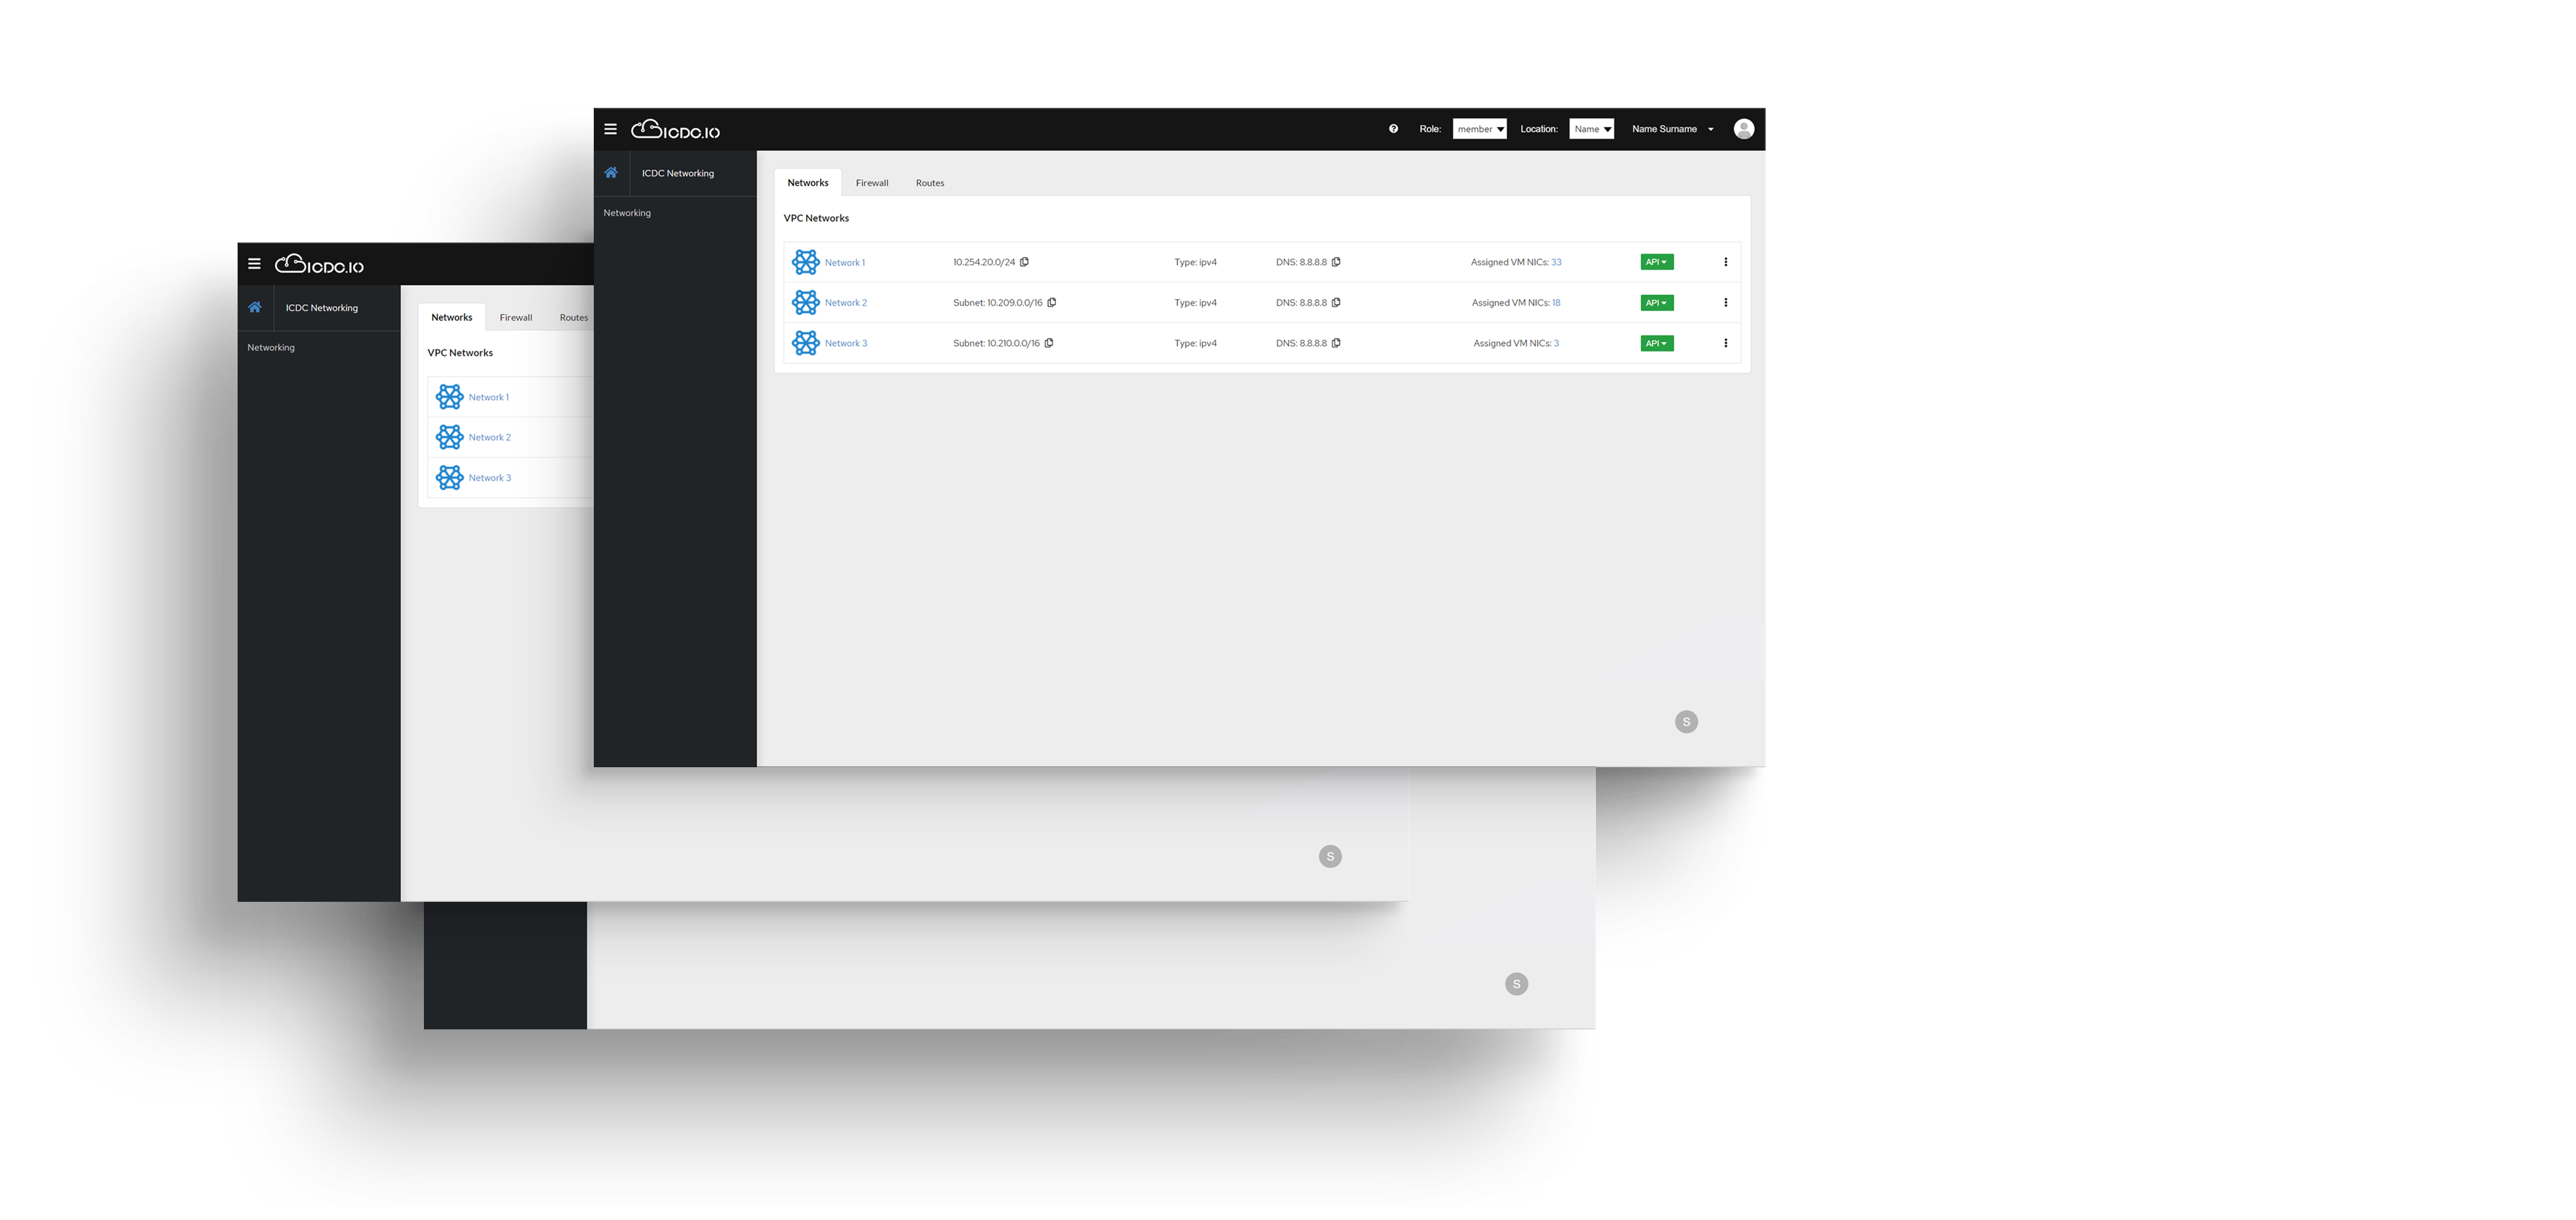 ICDC.IO Role: member Location: Name Name Surname
ICDC Networking
Networking
Networks Firewall Routes
VPC Networks
Network 1 10.254.20.0/24 Type: ipv4 DNS: 8.8.8.8 Assigned VM NICs: 33 API
Network 2 Subnet: 10.209.0.0/16 Type: ipv4 DNS: 8.8.8.8 Assigned VM NICs: 18 API
Network 3 Subnet: 10.210.0.0/16 Type: ipv4 DNS: 8.8.8.8 Assigned VM NICs: 3 API
S
ICDC.IO
ICDC Networking
Networking
Networks Firewall Routes
VPC Networks
Network 1
Network 2
Network 3
S
S